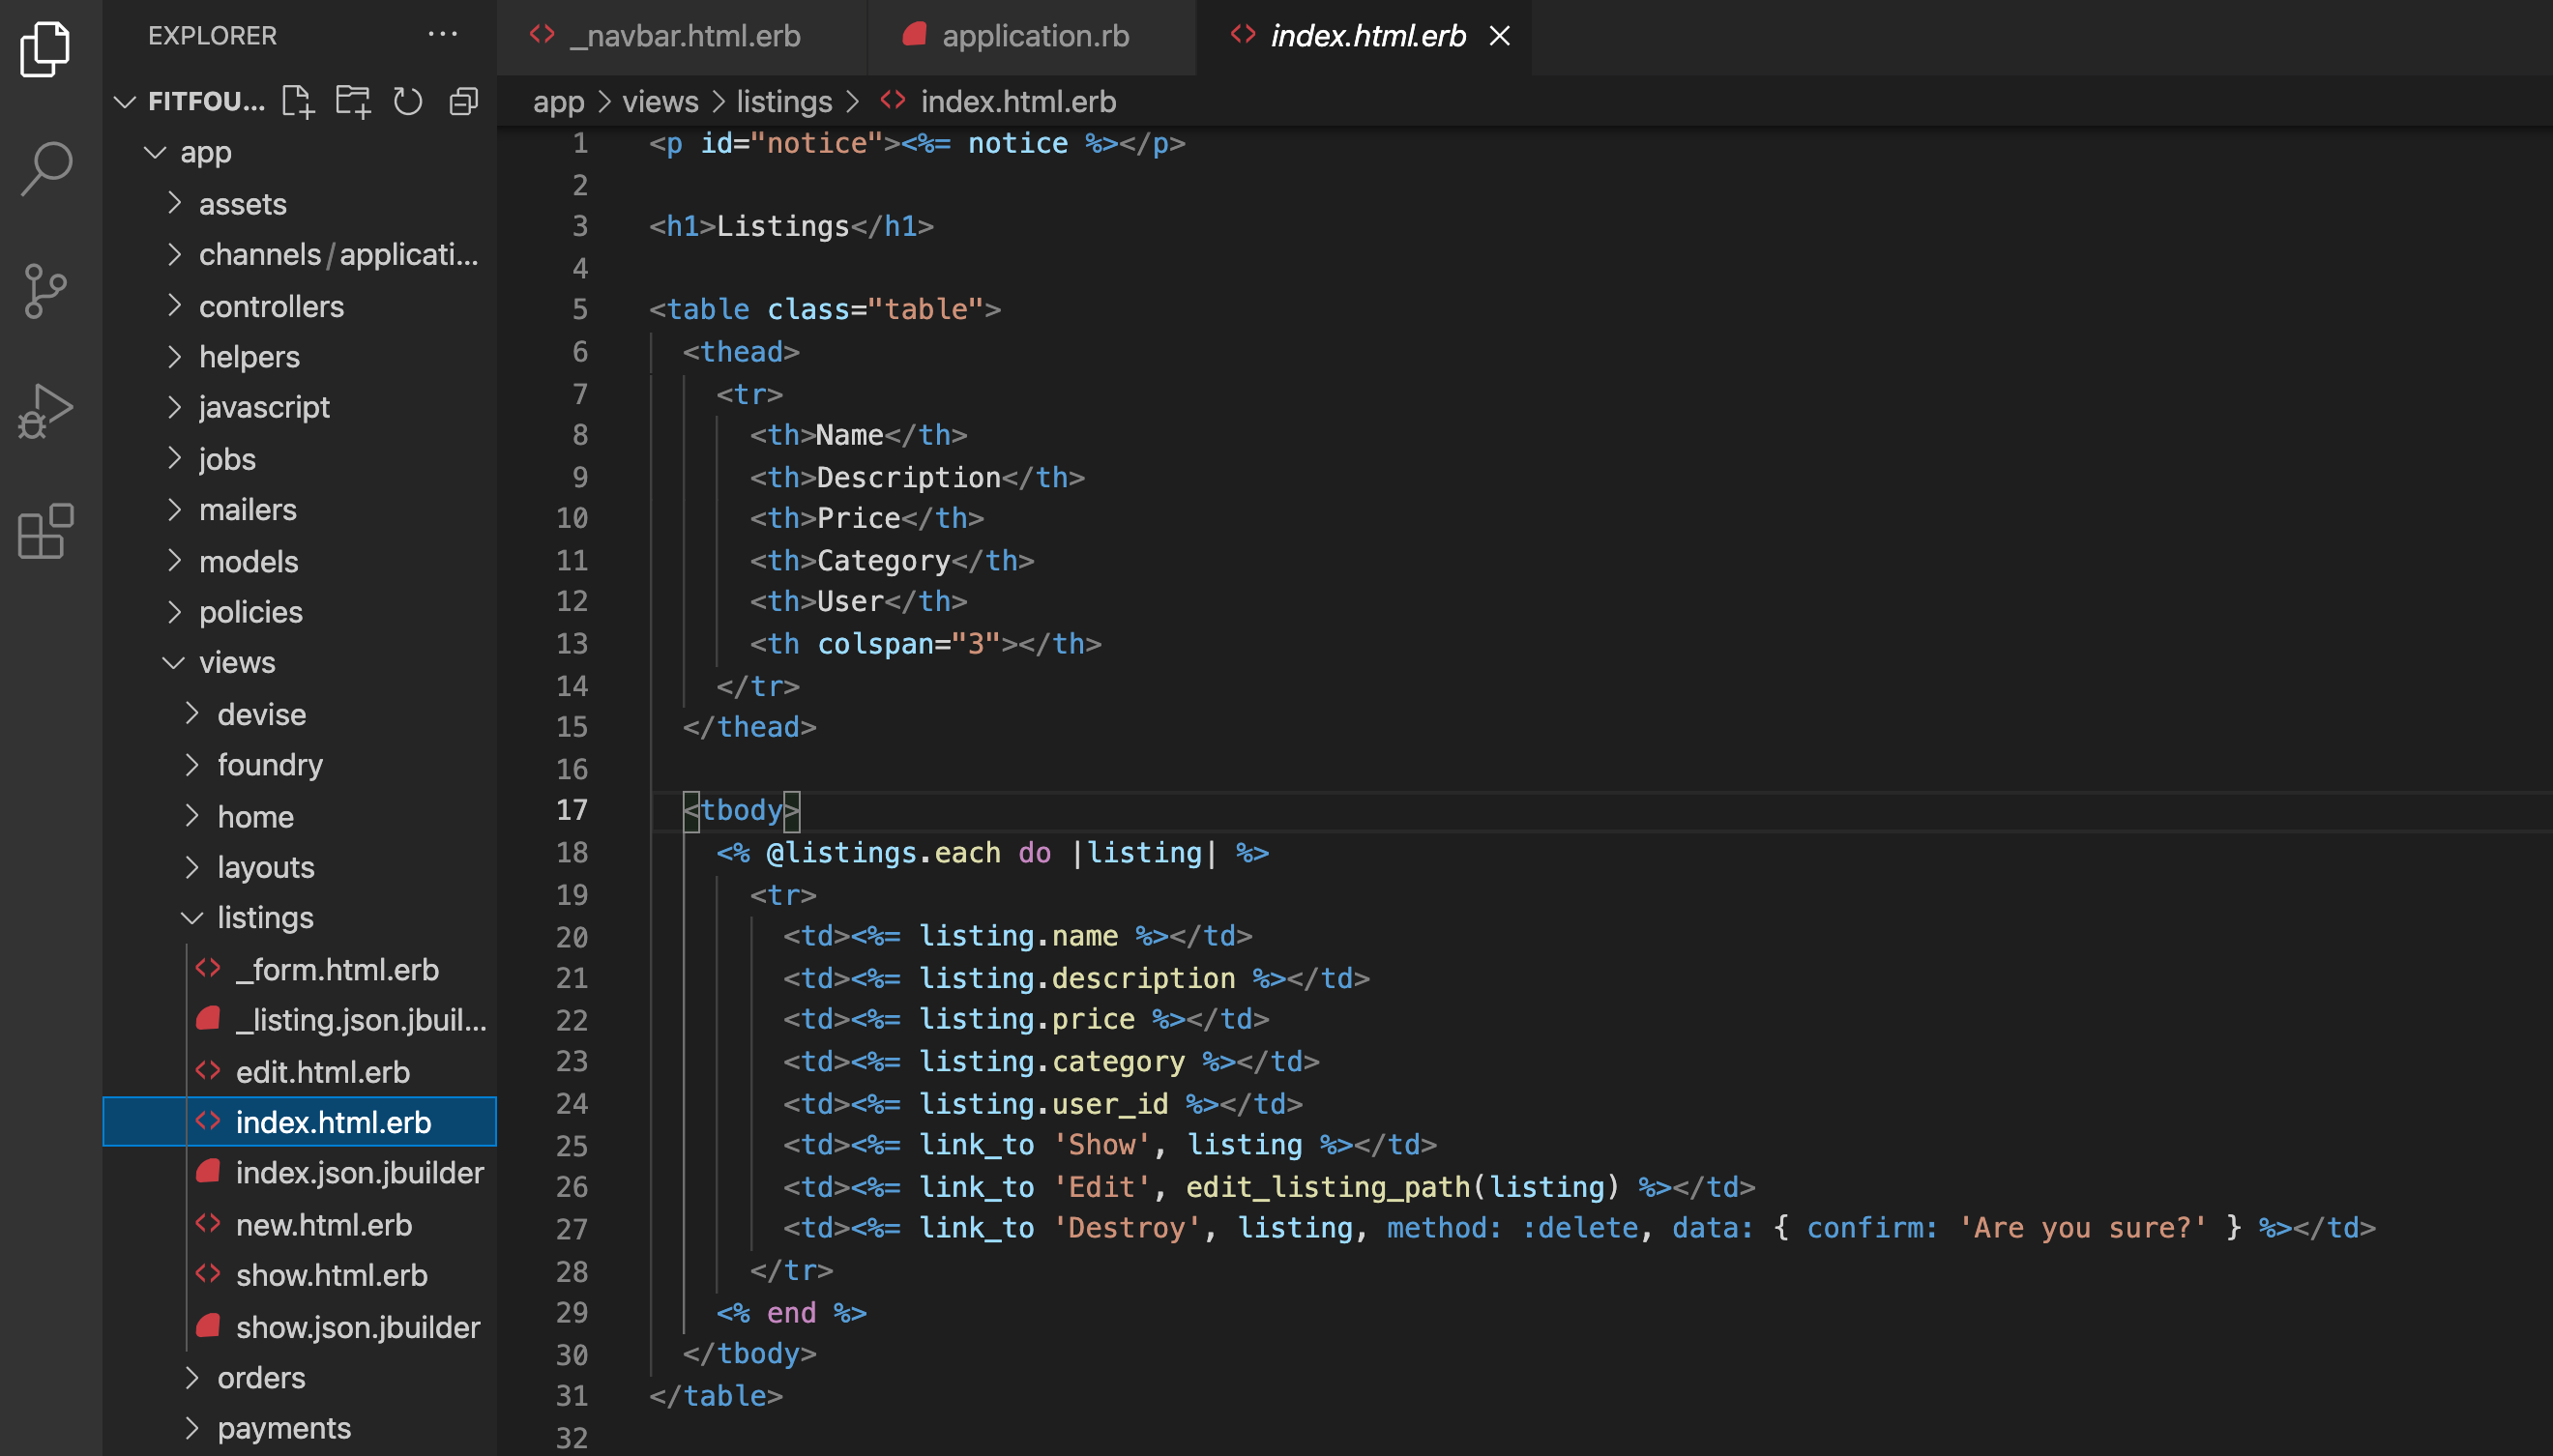 EXPLORER ...
FITFOU...
app
assets
channels/applicati...
controllers
helpers
javascript
jobs
mailers
models
policies
views
devise
foundry
home
layouts
listings
_form.html.erb
_listing.json.jbuil...
edit.html.erb
index.html.erb
index.json.jbuilder
new.html.erb
show.html.erb
show.json.jbuilder
orders
payments
_navbar.html.erb application.rb index.html.erb
app > views > listings > index.html.erb
1 <p id="notice"><%= notice %></p>
2
3 <h1>Listings</h1>
4
5 <table class="table">
6 <thead>
7 <tr>
8 <th>Name</th>
9 <th>Description</th>
10 <th>Price</th>
11 <th>Category</th>
12 <th>User</th>
13 <th colspan="3"></th>
14 </tr>
15 </thead>
16
17 <tbody>
18 <% @listings.each do |listing| %>
19 <tr>
20 <td><%= listing.name %></td>
21 <td><%= listing.description %></td>
22 <td><%= listing.price %></td>
23 <td><%= listing.category %></td>
24 <td><%= listing.user_id %></td>
25 <td><%= link_to 'Show', listing %></td>
26 <td><%= link_to 'Edit', edit_listing_path(listing) %></td>
27 <td><%= link_to 'Destroy', listing, method: :delete, data: { confirm: 'Are you sure?' } %></td>
28 </tr>
29 <% end %>
30 </tbody>
31 </table>
32